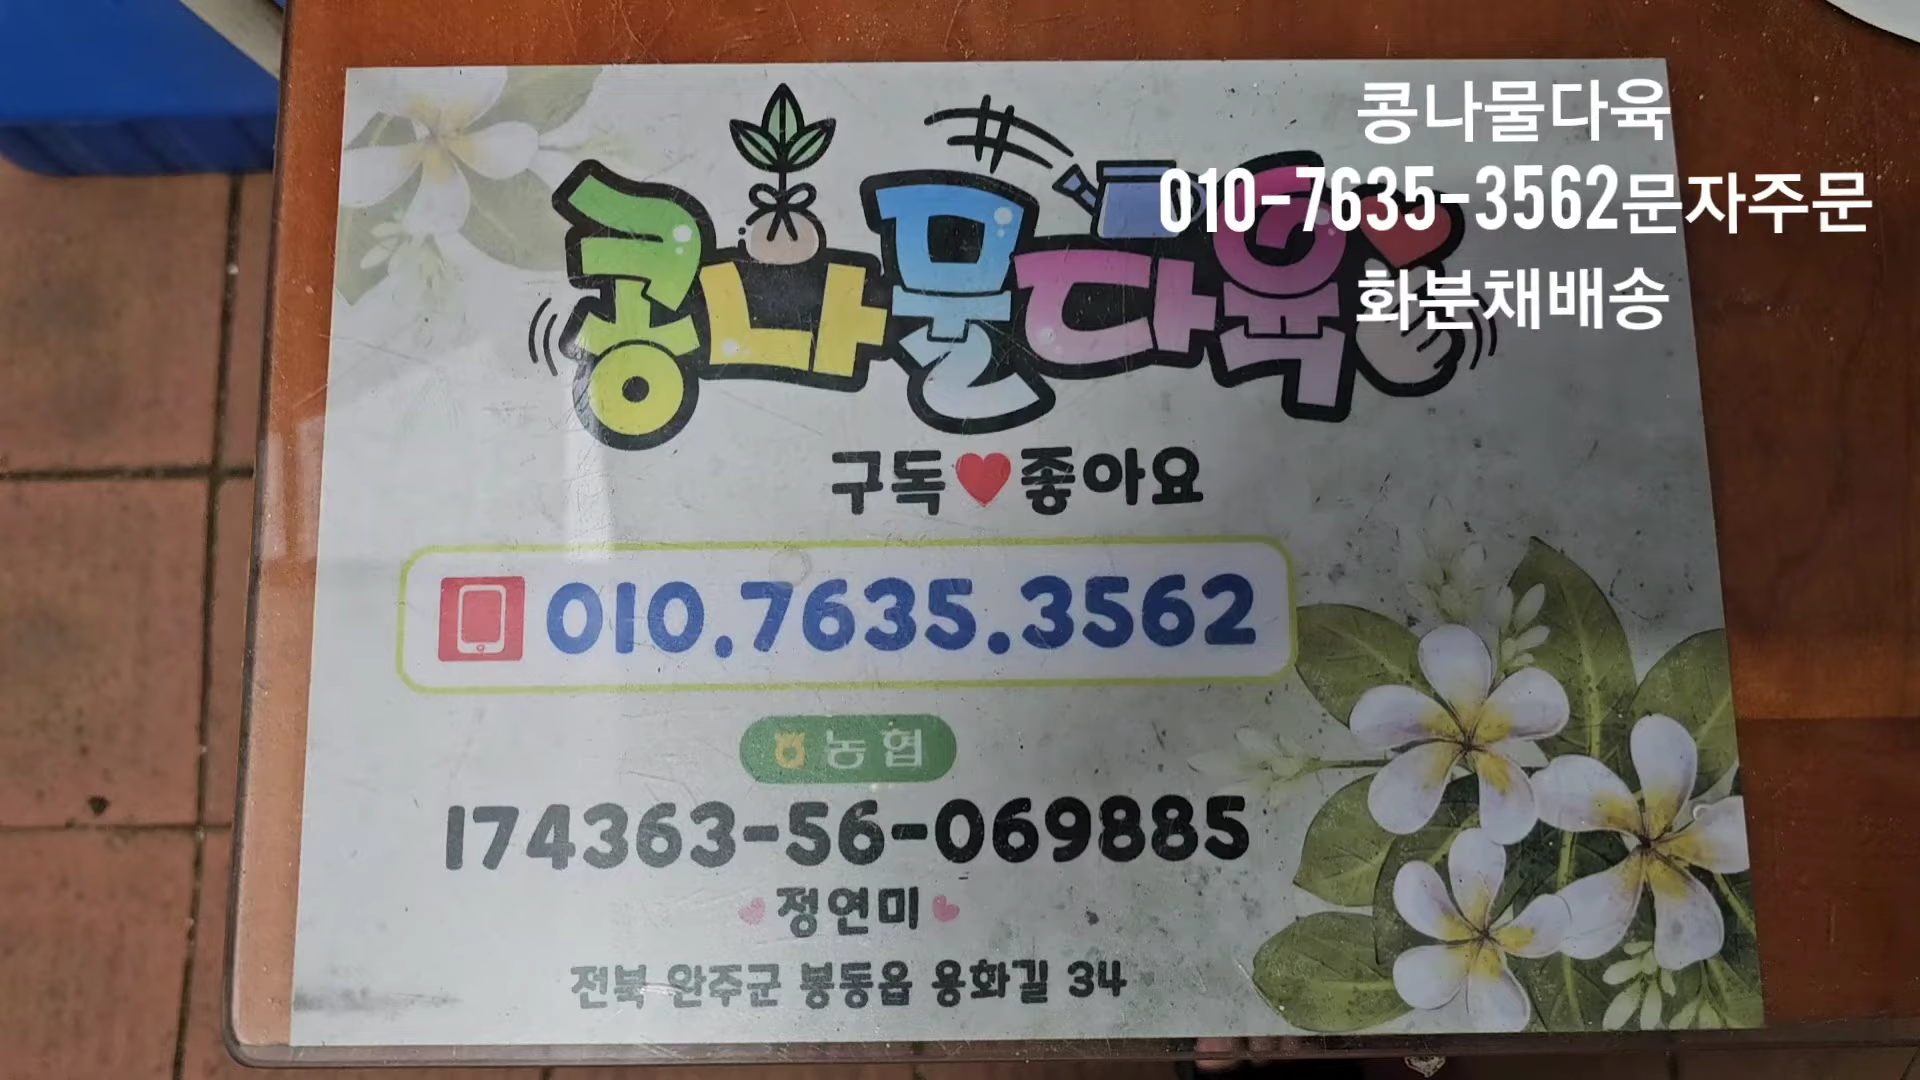 콩나물다육
010-7635-3562문자주문
화분채배송
콩나물다육
구독♥좋아요
010.7635.3562
농협
174363-56-069885
정연미
전북 완주군 봉동읍 용화길 34